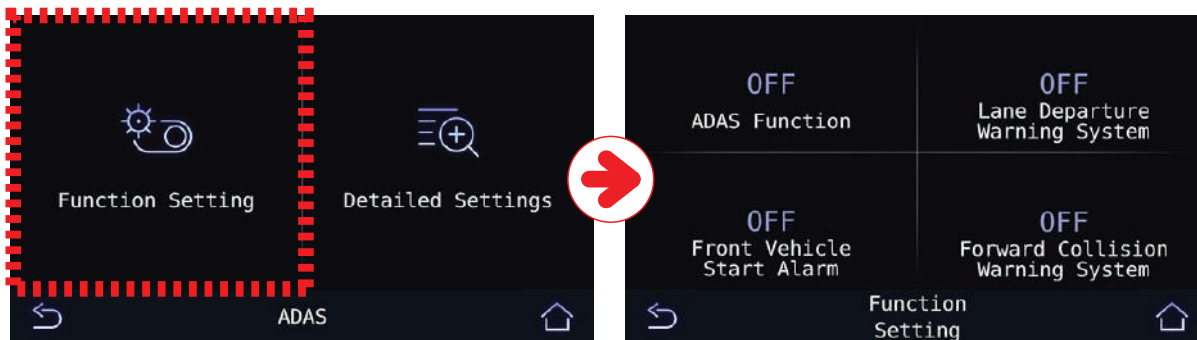 Function Setting
Detailed Settings
ADAS
OFF
ADAS Function
OFF
Lane Departure
Warning System
OFF
Front Vehicle
Start Alarm
OFF
Forward Collision
Warning System
Function
Setting